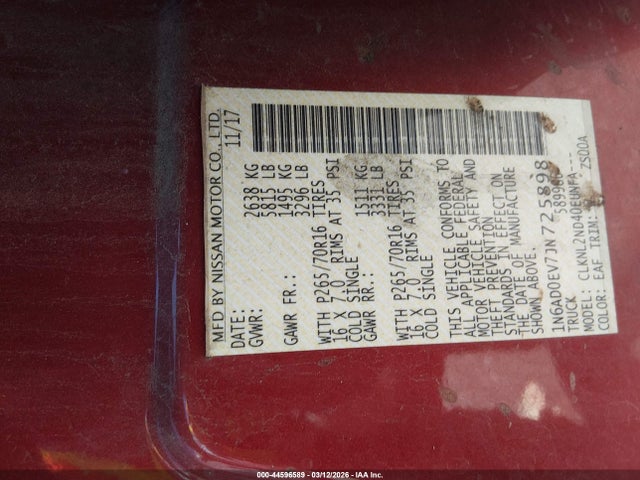 MFD BY NISSAN MOTOR CO., LTD.
DATE: 11/17
GVWR: 2638 KG
5815 LB
GAWR FR.: 1495 KG
3296 LB
WITH P265/70R16 TIRES
16 X 7.0 RIMS AT 35 PSI
COLD SINGLE
GAWR RR.: 1511 KG
3331 LB
WITH P265/70R16 TIRES
16 X 7.0 RIMS AT 35 PSI
COLD SINGLE
THIS VEHICLE CONFORMS TO
ALL APPLICABLE FEDERAL
MOTOR VEHICLE SAFETY AND
THEFT PREVENTION
STANDARDS IN EFFECT ON
THE DATE OF MANUFACTURE
SHOWN ABOVE.
1N6AD0EV7JN725898
TRUCK
MODEL:
COLOR: EAF TRIM: ZS00A
000-44596589 - 03/12/2026 - IAA Inc.